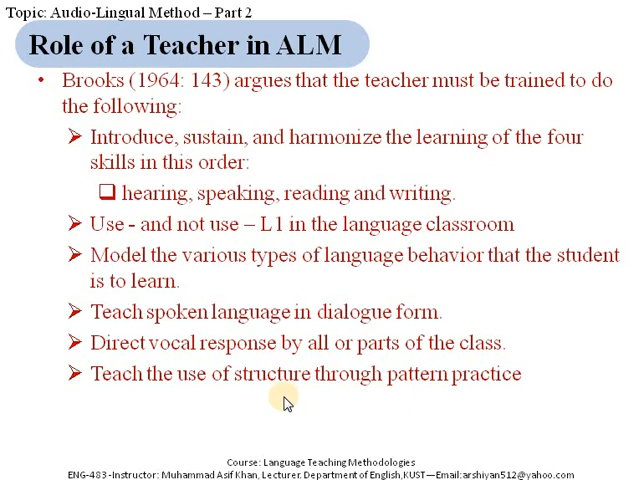 Topic: Audio-Lingual Method – Part 2
Role of a Teacher in ALM
• Brooks (1964: 143) argues that the teacher must be trained to do
the following:
➢ Introduce, sustain, and harmonize the learning of the four
skills in this order:
❑ hearing, speaking, reading and writing.
➢ Use - and not use – L1 in the language classroom
➢ Model the various types of language behavior that the student
is to learn.
➢ Teach spoken language in dialogue form.
➢ Direct vocal response by all or parts of the class.
➢ Teach the use of structure through pattern practice
Course: Language Teaching Methodologies
ENG-483 -Instructor: Muhammad Asif Khan, Lecturer. Department of English,KUST—Email:arshiyan512@yahoo.com